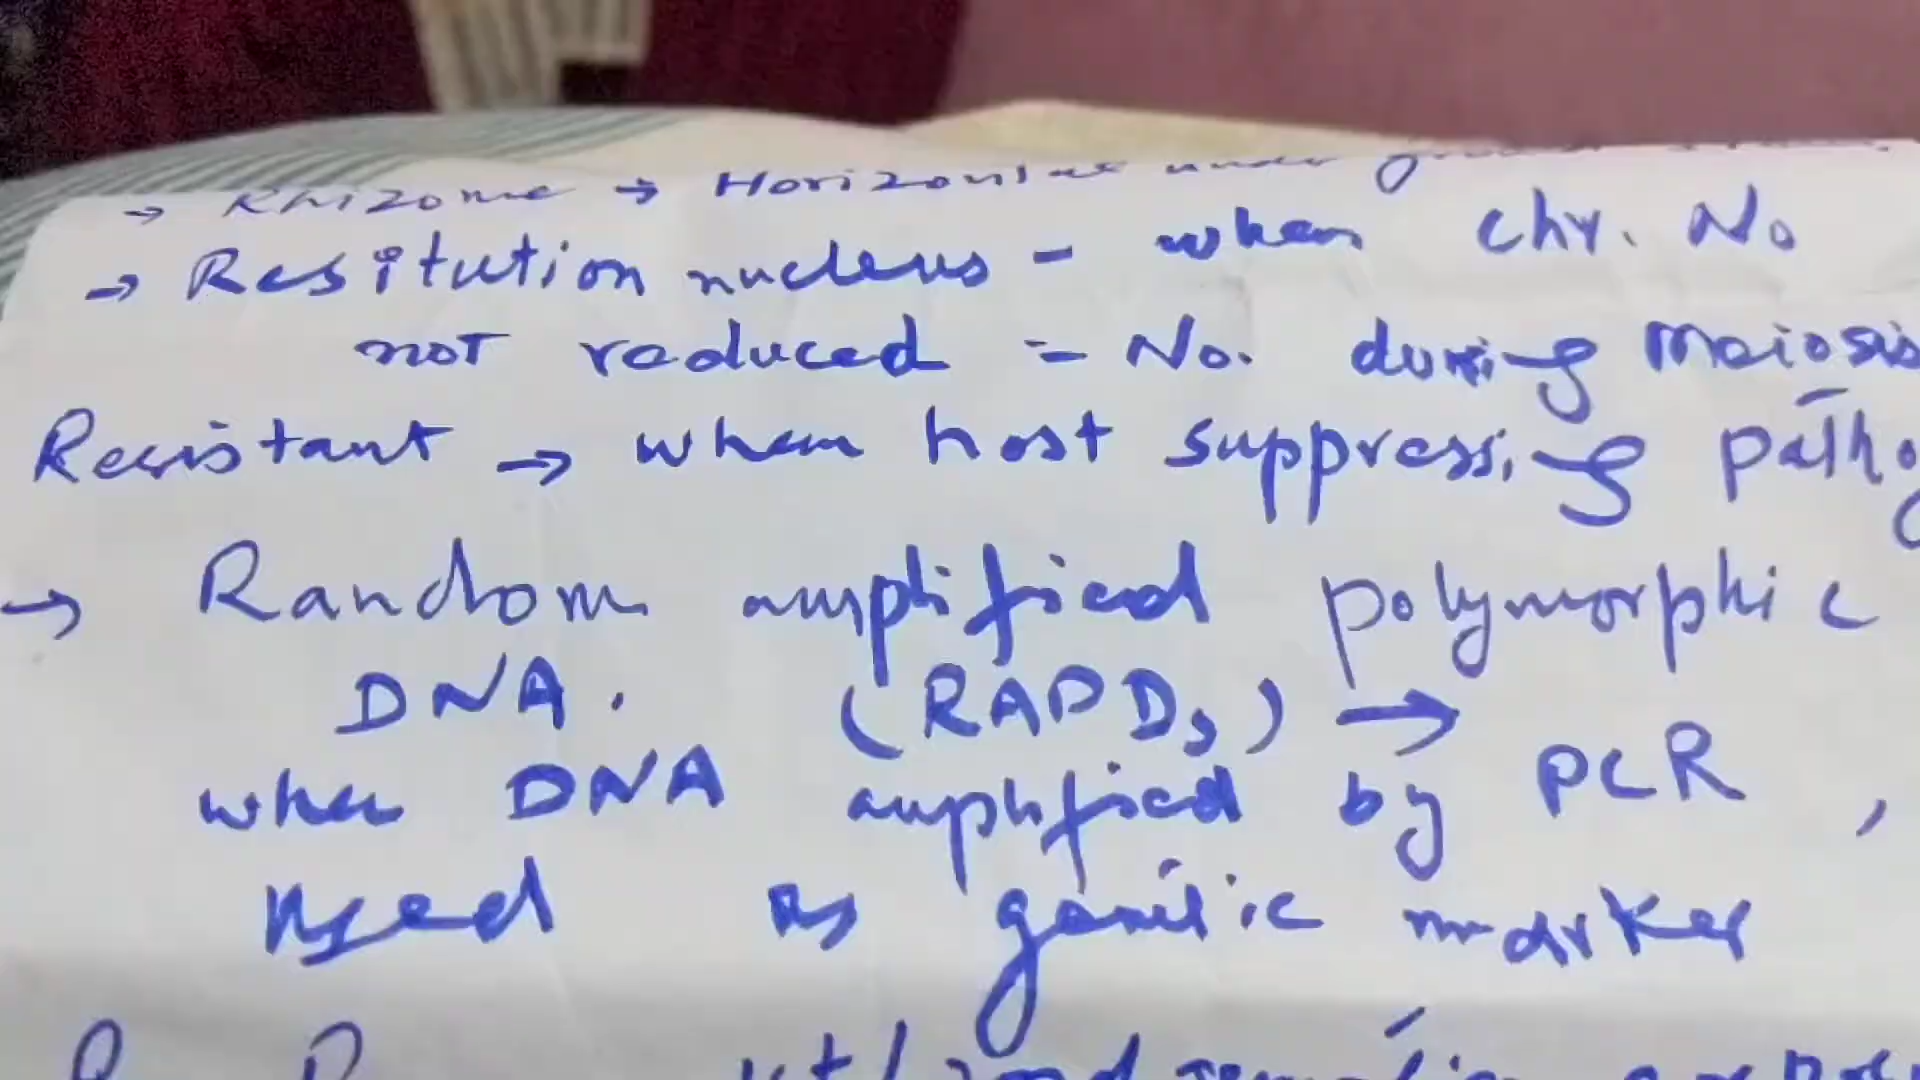 → Rhizome → Horizontal under
→ Resitution nucleus - when chr. No
not reduced = No. during meiosis
Resistant → when host suppressing patho
→ Random amplified polymorphic
DNA. (RAPDs) →
when DNA amplified by PCR,
used as genetic marker